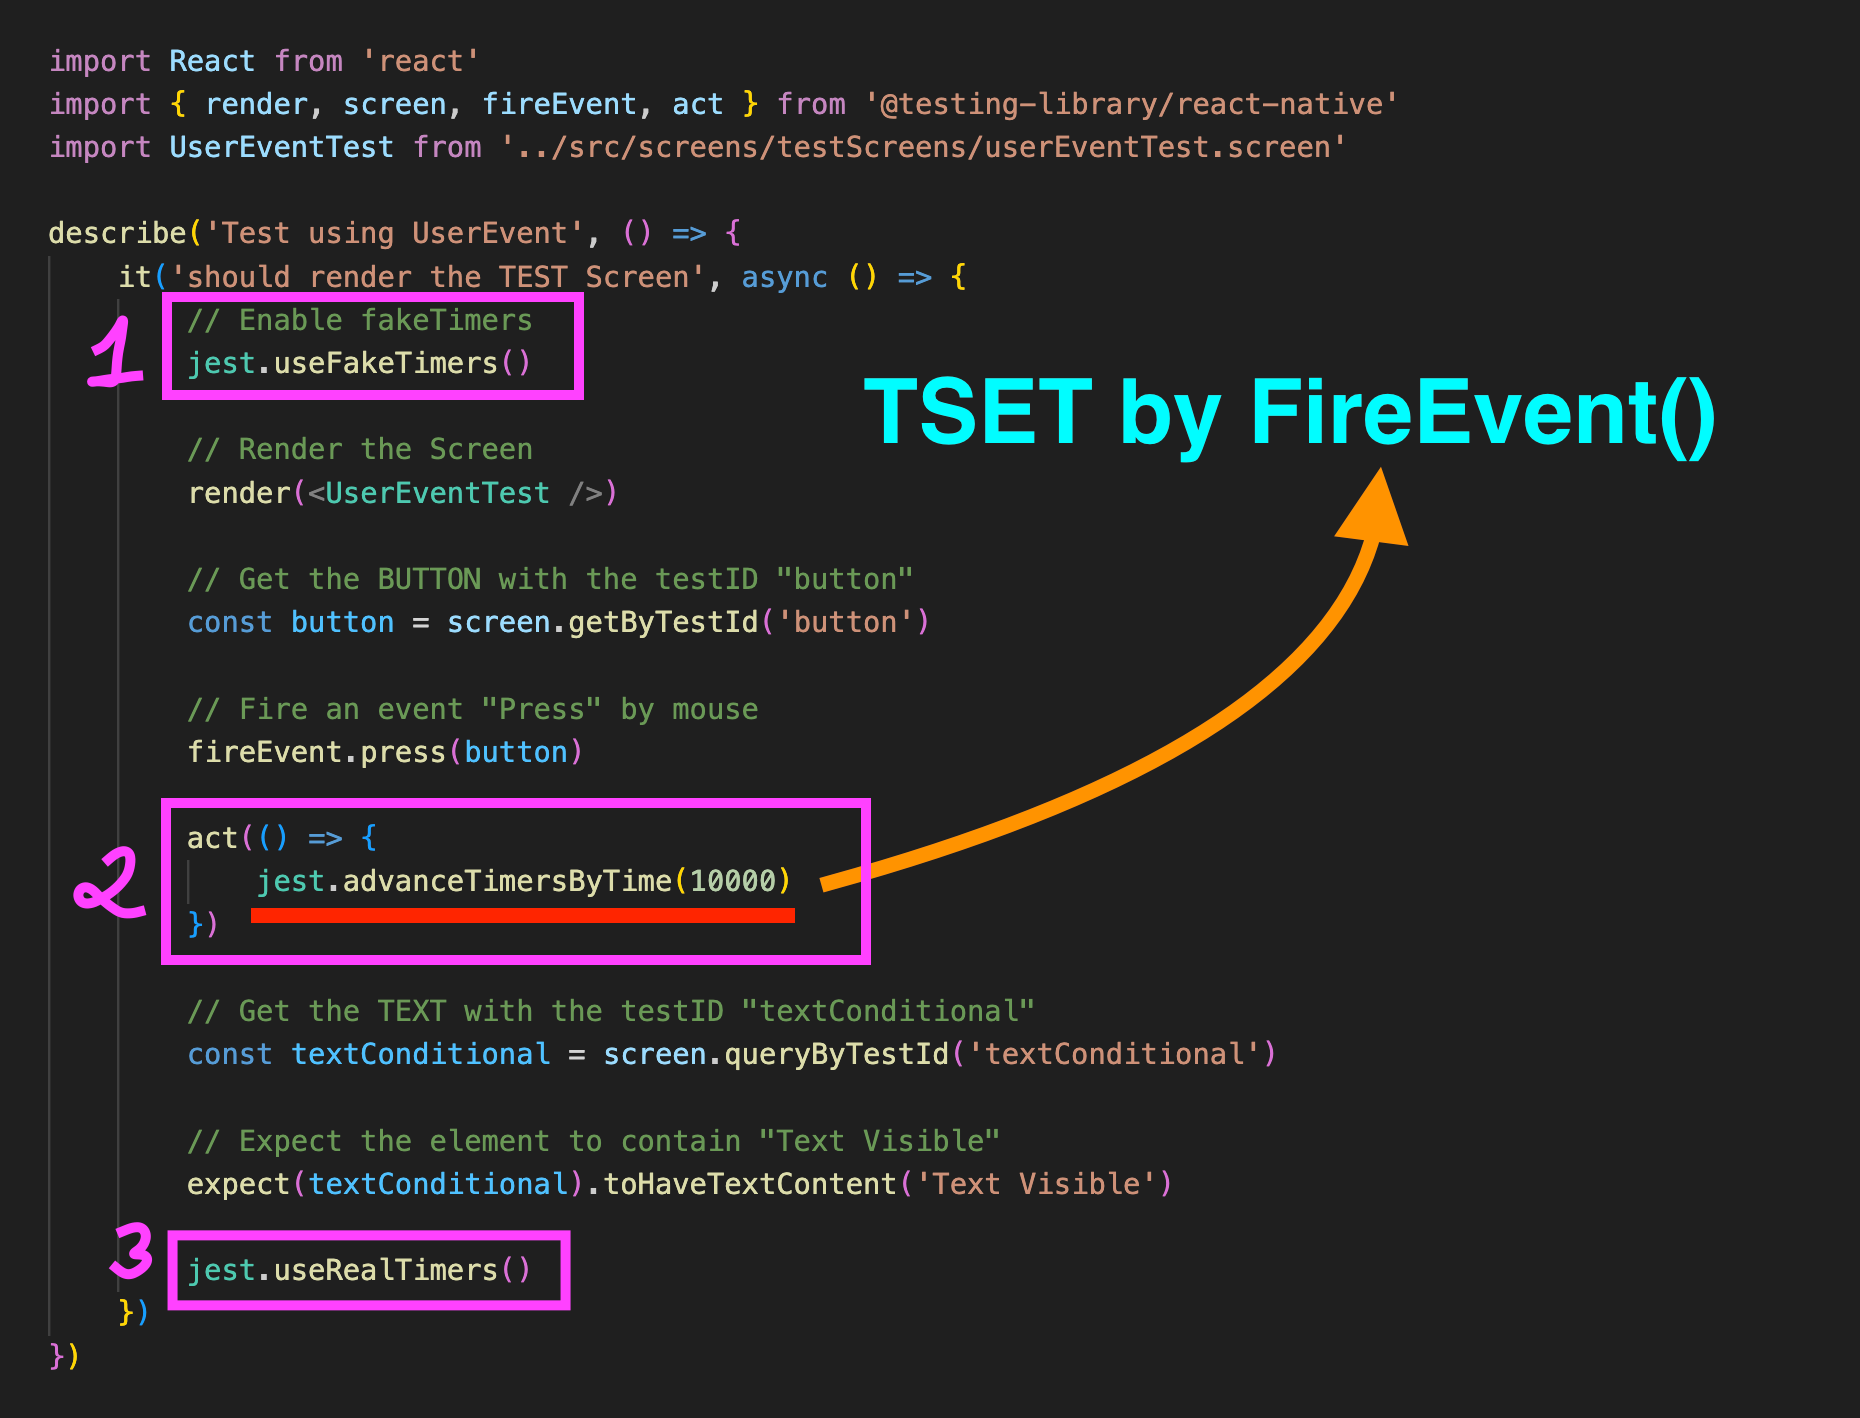 import React from 'react'
import { render, screen, fireEvent, act } from '@testing-library/react-native'
import UserEventTest from '../src/screens/testScreens/userEventTest.screen'
describe('Test using UserEvent', () => {
it('should render the TEST Screen', async () => {
1
// Enable fakeTimers
jest.useFakeTimers()
TSET by FireEvent()
// Render the Screen
render(<UserEventTest />)
// Get the BUTTON with the testID "button"
const button = screen.getByTestId('button')
// Fire an event "Press" by mouse
fireEvent.press(button)
2
act(() => {
jest.advanceTimersByTime(10000)
})
// Get the TEXT with the testID "textConditional"
const textConditional = screen.queryByTestId('textConditional')
// Expect the element to contain "Text Visible"
expect(textConditional).toHaveTextContent('Text Visible')
3
jest.useRealTimers()
})
})